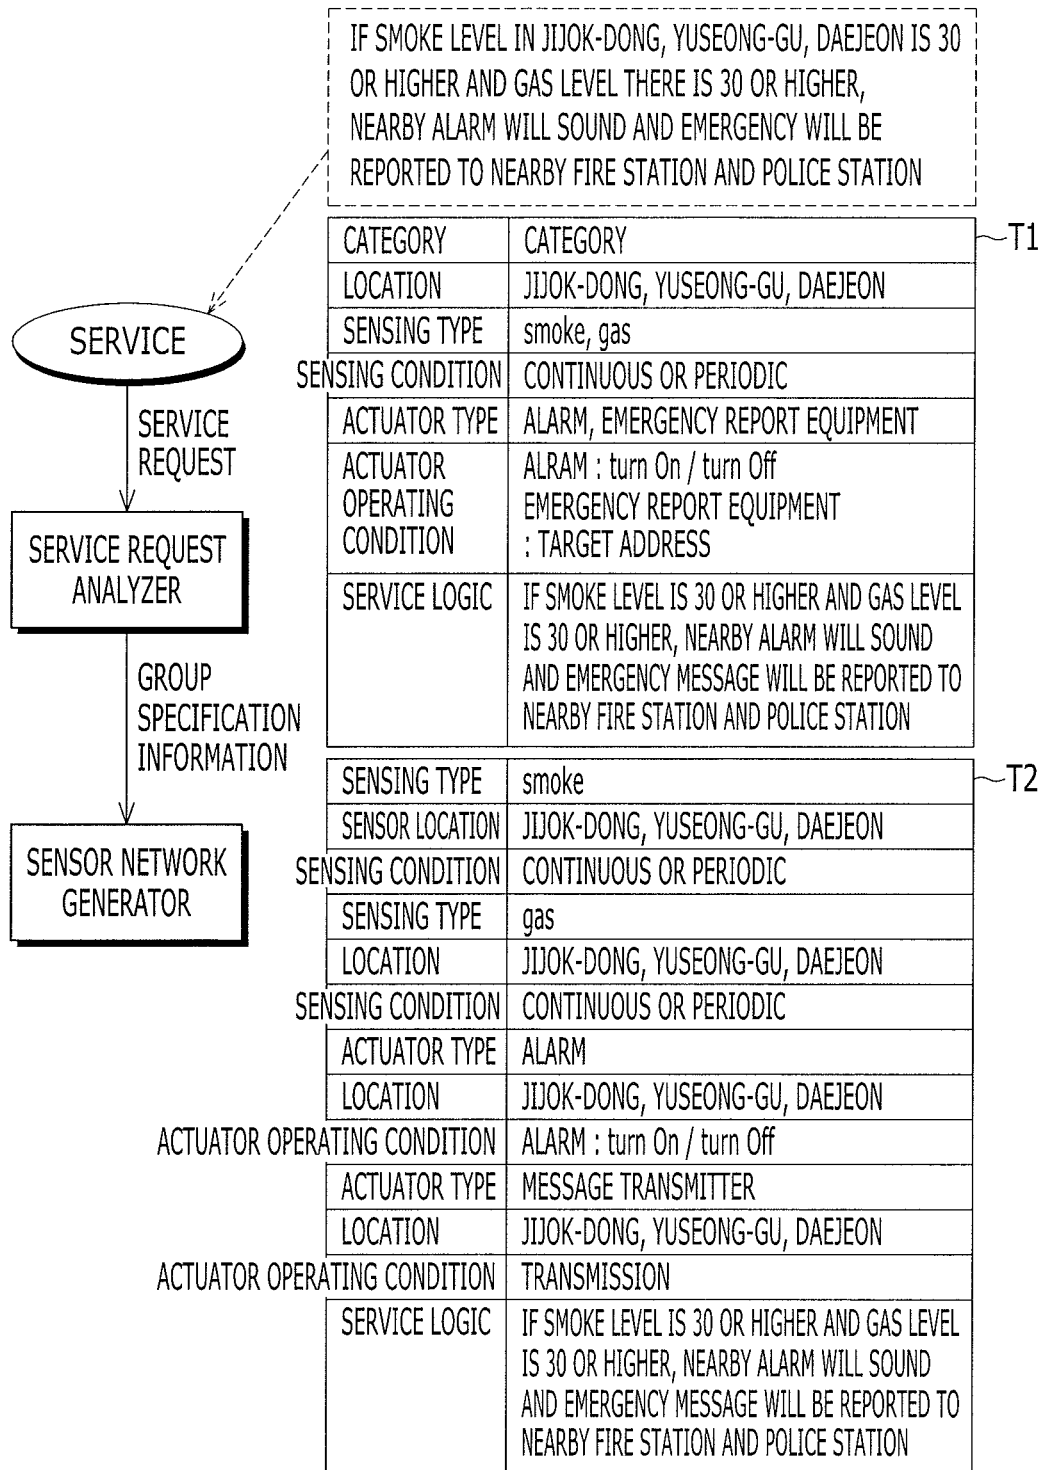 IF SMOKE LEVEL IN JIJOK-DONG, YUSEONG-GU, DAEJEON IS 30
OR HIGHER AND GAS LEVEL THERE IS 30 OR HIGHER,
NEARBY ALARM WILL SOUND AND EMERGENCY WILL BE
REPORTED TO NEARBY FIRE STATION AND POLICE STATION
SERVICE
SERVICE
REQUEST
SERVICE REQUEST
ANALYZER
GROUP
SPECIFICATION
INFORMATION
SENSOR NETWORK
GENERATOR
T1
CATEGORY CATEGORY
LOCATION JIJOK-DONG, YUSEONG-GU, DAEJEON
SENSING TYPE smoke, gas
SENSING CONDITION CONTINUOUS OR PERIODIC
ACTUATOR TYPE ALARM, EMERGENCY REPORT EQUIPMENT
ACTUATOR ALRAM : turn On / turn Off
OPERATING EMERGENCY REPORT EQUIPMENT
CONDITION : TARGET ADDRESS
SERVICE LOGIC IF SMOKE LEVEL IS 30 OR HIGHER AND GAS LEVEL
IS 30 OR HIGHER, NEARBY ALARM WILL SOUND
AND EMERGENCY MESSAGE WILL BE REPORTED TO
NEARBY FIRE STATION AND POLICE STATION
T2
SENSING TYPE smoke
SENSOR LOCATION JIJOK-DONG, YUSEONG-GU, DAEJEON
SENSING CONDITION CONTINUOUS OR PERIODIC
SENSING TYPE gas
LOCATION JIJOK-DONG, YUSEONG-GU, DAEJEON
SENSING CONDITION CONTINUOUS OR PERIODIC
ACTUATOR TYPE ALARM
LOCATION JIJOK-DONG, YUSEONG-GU, DAEJEON
ACTUATOR OPERATING CONDITION ALARM : turn On / turn Off
ACTUATOR TYPE MESSAGE TRANSMITTER
LOCATION JIJOK-DONG, YUSEONG-GU, DAEJEON
ACTUATOR OPERATING CONDITION TRANSMISSION
SERVICE LOGIC IF SMOKE LEVEL IS 30 OR HIGHER AND GAS LEVEL
IS 30 OR HIGHER, NEARBY ALARM WILL SOUND
AND EMERGENCY MESSAGE WILL BE REPORTED TO
NEARBY FIRE STATION AND POLICE STATION